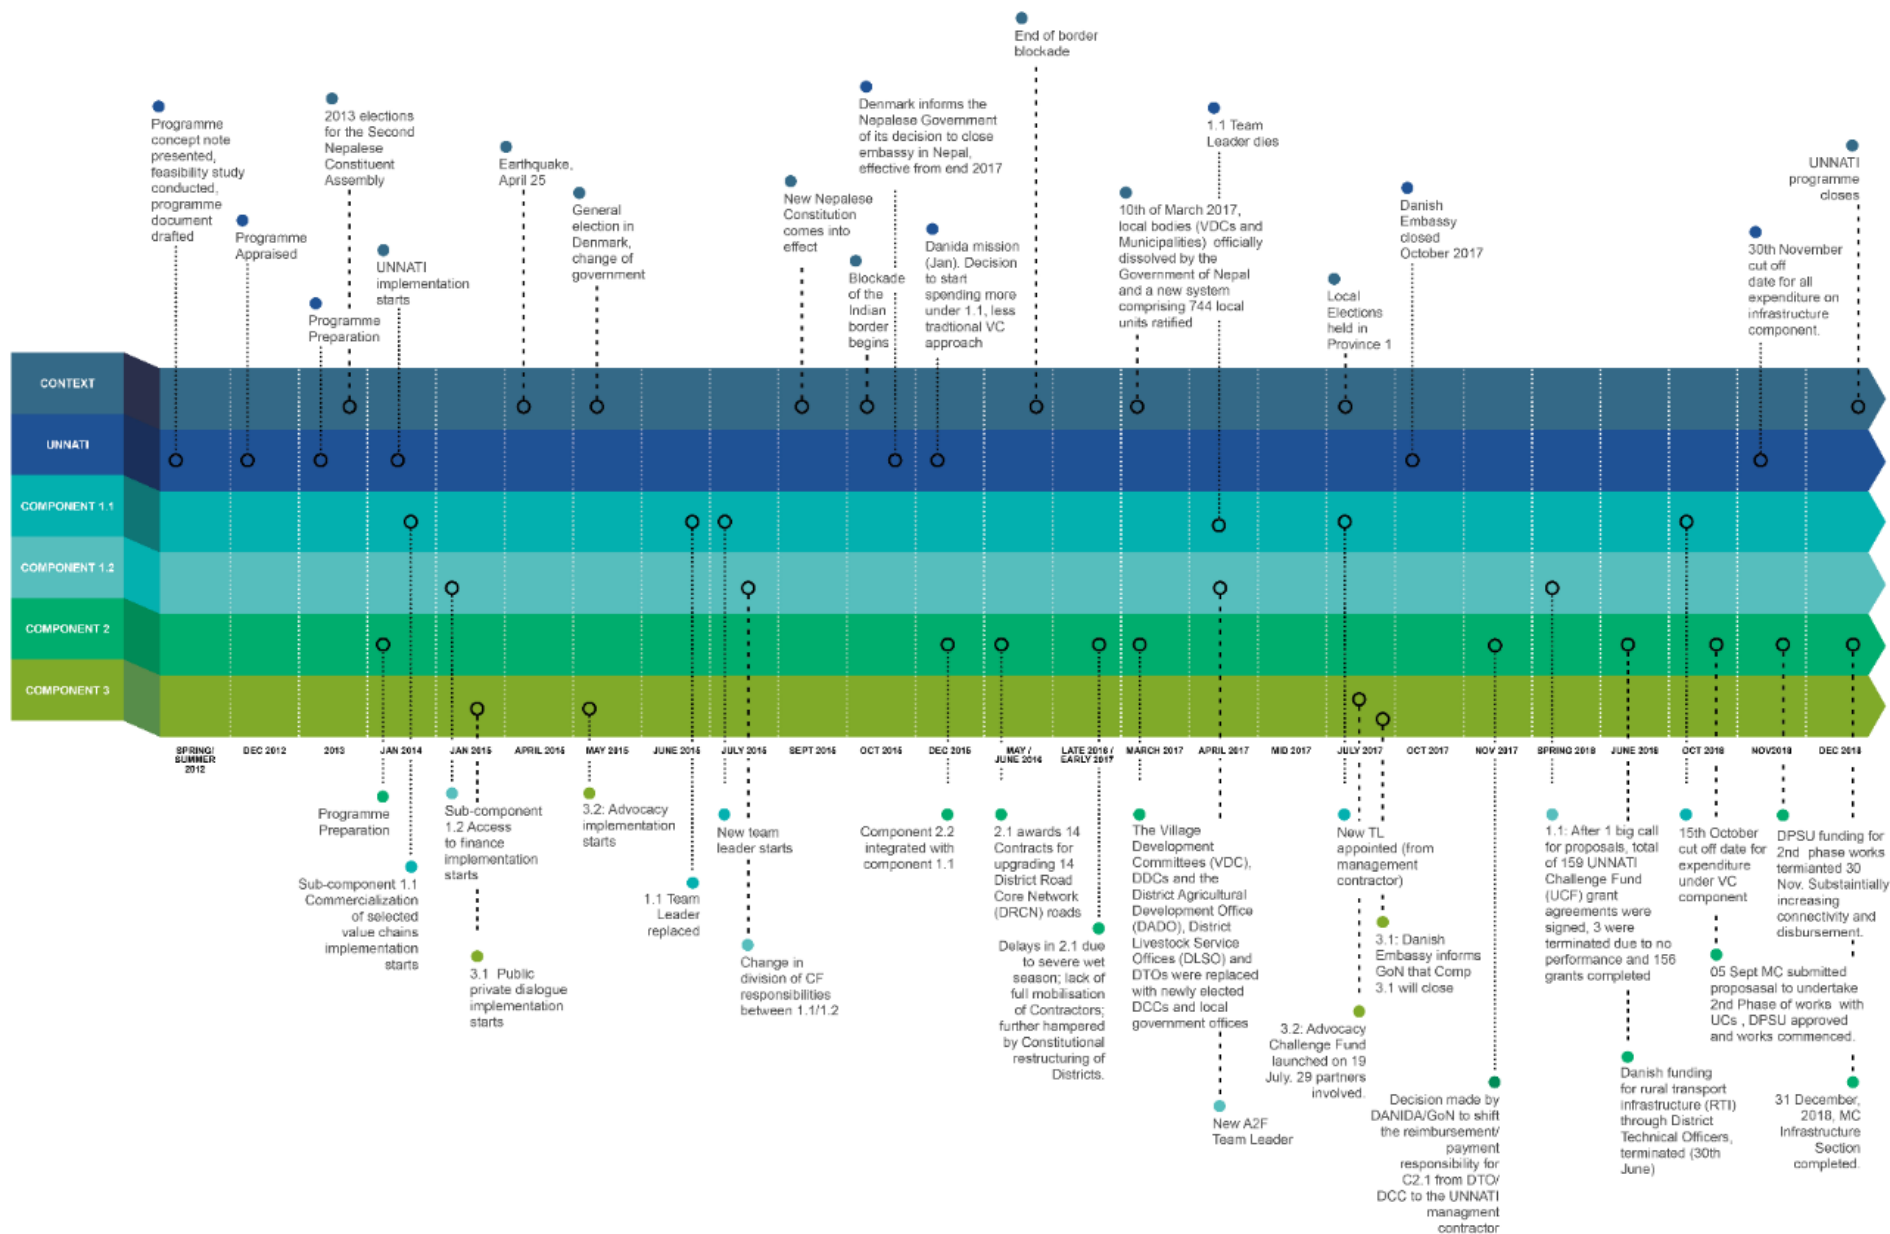 End of border
blockade
Programme
concept note
presented,
feasibility study
conducted,
programme
document
drafted
Programme
Appraised
2013 elections
for the Second
Nepalese
Constituent
Assembly
Programme
Preparation
UNNATI
implementation
starts
Earthquake,
April 25
General
election in
Denmark,
change of
government
New Nepalese
Constitution
comes into
effect
Blockade
of the
Indian
border
begins
Denmark informs the
Nepalese Government
of its decision to close
embassy in Nepal,
effective from end 2017
Danida mission
(Jan). Decision
to start
spending more
under 1.1, less
tradtional VC
approach
10th of March 2017,
local bodies (VDCs and
Municipalities) officially
dissolved by the
Government of Nepal
and a new system
comprising 744 local
units ratified
1.1 Team
Leader dies
Local
Elections
held in
Province 1
Danish
Embassy
closed
October 2017
30th November
cut off
date for all
expenditure on
infrastructure
component.
UNNATI
programme
closes
CONTEXT
UNNATI
COMPONENT 1.1
COMPONENT 1.2
COMPONENT 2
COMPONENT 3
SPRING/
SUMMER
2012
DEC 2012
2013
JAN 2014
JAN 2015
APRIL 2015
MAY 2015
JUNE 2015
JULY 2015
SEPT 2015
OCT 2015
DEC 2015
MAY /
JUNE 2016
LATE 2016 /
EARLY 2017
MARCH 2017
APRIL 2017
MID 2017
JULY 2017
OCT 2017
NOV 2017
SPRING 2018
JUNE 2018
OCT 2018
NOV2018
DEC 2018
Programme
Preparation
Sub-component 1.1
Commercialization
of selected
value chains
implementation
starts
Sub-component
1.2 Access
to finance
implementation
starts
3.1 Public
private dialogue
implementation
starts
3.2: Advocacy
implementation
starts
1.1 Team
Leader
replaced
New team
leader starts
Change in
division of CF
responsibilities
between 1.1/1.2
Component 2.2
integrated with
component 1.1
2.1 awards 14
Contracts for
upgrading 14
District Road
Core Network
(DRCN) roads
Delays in 2.1 due
to severe wet
season; lack of
full mobilisation
of Contractors;
further hampered
by Constitutional
restructuring of
Districts.
The Village
Development
Committees (VDC),
DDCs and the
District Agricultural
Development Office
(DADO), District
Livestock Service
Offices (DLSO) and
DTOs were replaced
with newly elected
DCCs and local
government offices
New A2F
Team Leader
New TL
appointed (from
management
contractor)
3.2: Advocacy
Challenge Fund
launched on 19
July. 29 partners
involved.
3.1: Danish
Embassy informs
GoN that Comp
3.1 will close
Decision made by
DANIDA/GoN to shift
the reimbursement/
payment
responsibility for
C2.1 from DTO/
DCC to the UNNATI
managment
contractor
1.1: After 1 big call
for proposals, total
of 159 UNNATI
Challenge Fund
(UCF) grant
agreements were
signed, 3 were
terminated due to no
performance and 156
grants completed
Danish funding
for rural transport
infrastructure (RTI)
through District
Technical Officers,
terminated (30th
June)
15th October
cut off date for
expenditure
under VC
component
05 Sept MC submitted
proposasal to undertake
2nd Phase of works with
UCs , DPSU approved
and works commenced.
DPSU funding for
2nd phase works
termianted 30
Nov. Substaintially
increasing
connectivity and
disbursement.
31 December,
2018, MC
Infrastructure
Section
completed.